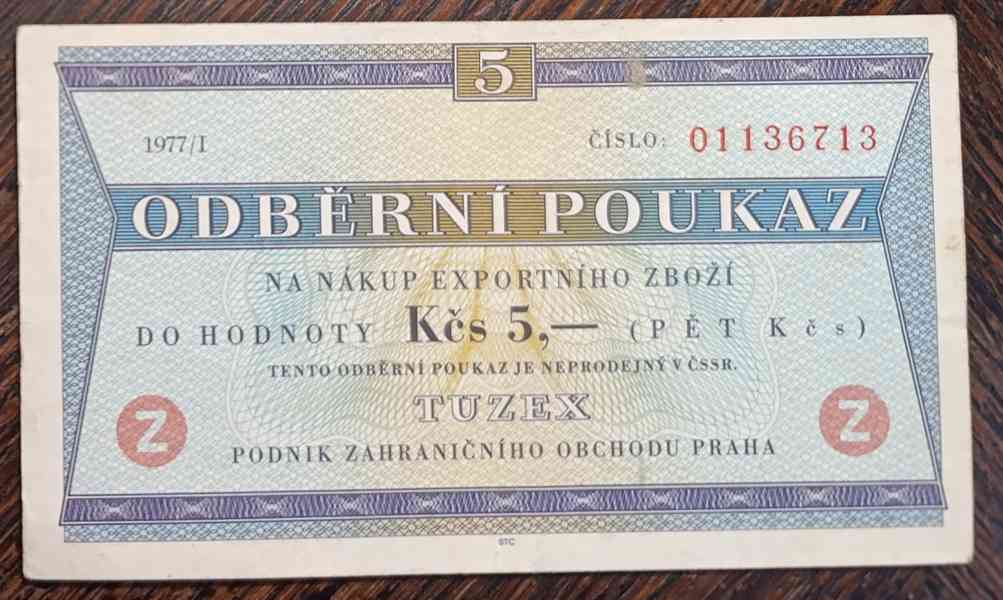 5
1977/I ČÍSLO: 01136713
ODBĚRNÍ POUKAZ
NA NÁKUP EXPORTNÍHO ZBOŽÍ
DO HODNOTY Kčs 5,— (PĚT Kčs)
TENTO ODBĚRNÍ POUKAZ JE NEPRODEJNÝ V ČSSR.
TUZEX
Z Z
PODNIK ZAHRANIČNÍHO OBCHODU PRAHA
STC